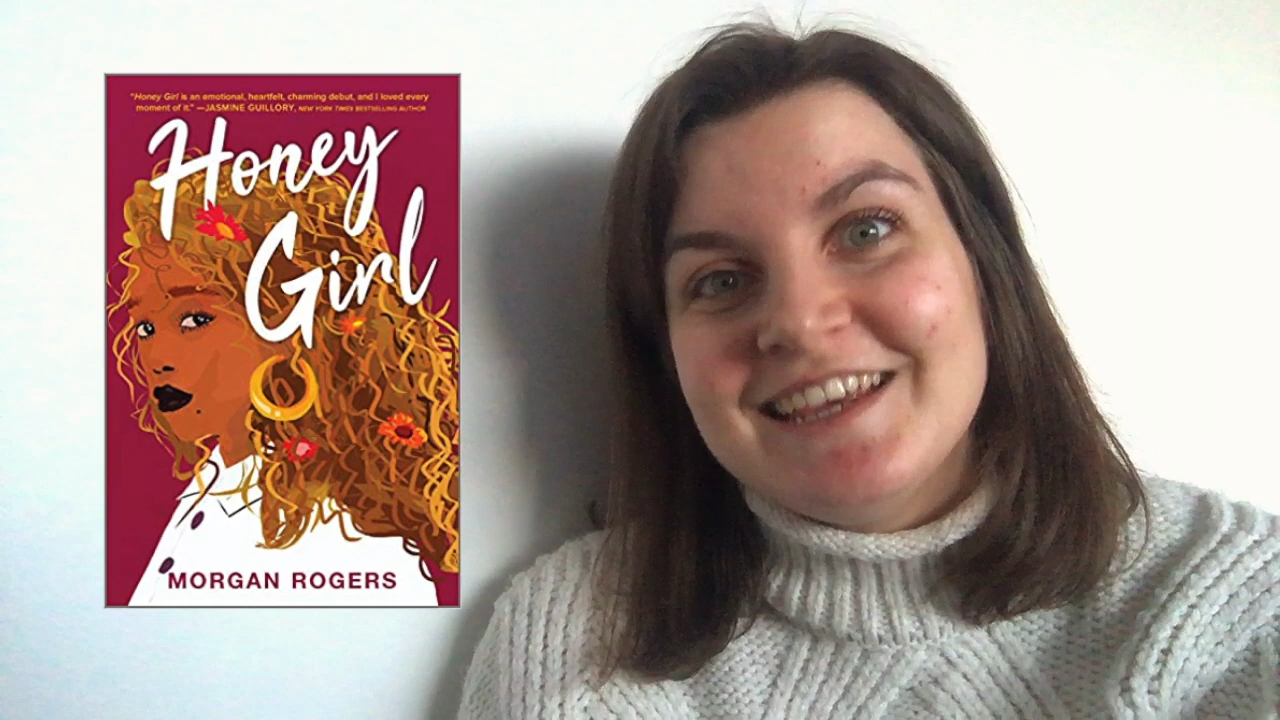 "Honey Girl is an emotional, heartfelt, charming debut, and I loved every
moment of it." —JASMINE GUILLORY, NEW YORK TIMES BESTSELLING AUTHOR
Honey
Girl
MORGAN ROGERS